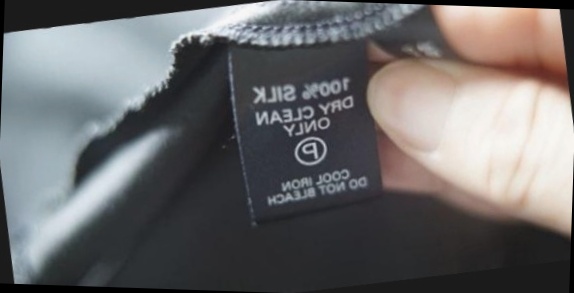 100% SILK
DRY CLEAN
ONLY
P
COOL IRON
DO NOT BLEACH